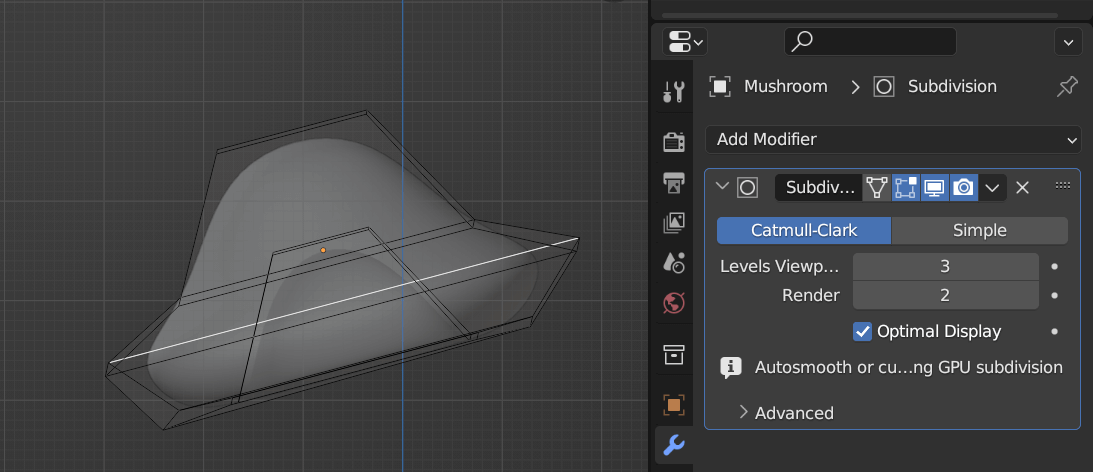 Mushroom > Subdivision
Add Modifier
Subdiv...
Catmull-Clark Simple
Levels Viewp... 3
Render 2
Optimal Display
Autosmooth or cu...ng GPU subdivision
Advanced